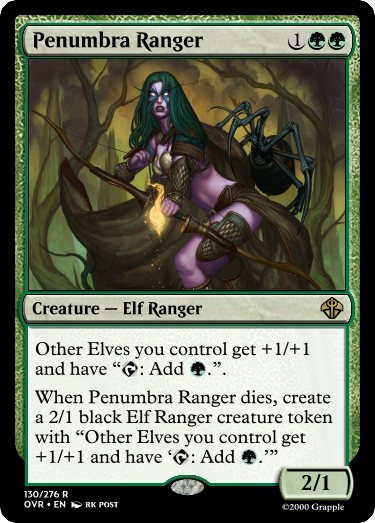 Penumbra Ranger 1
Creature — Elf Ranger
Other Elves you control get +1/+1
and have “: Add .”.
When Penumbra Ranger dies, create
a 2/1 black Elf Ranger creature token
with “Other Elves you control get
+1/+1 and have ‘: Add .’”
2/1
130/276 R
OVR • EN RK POST
©2000 Grapple